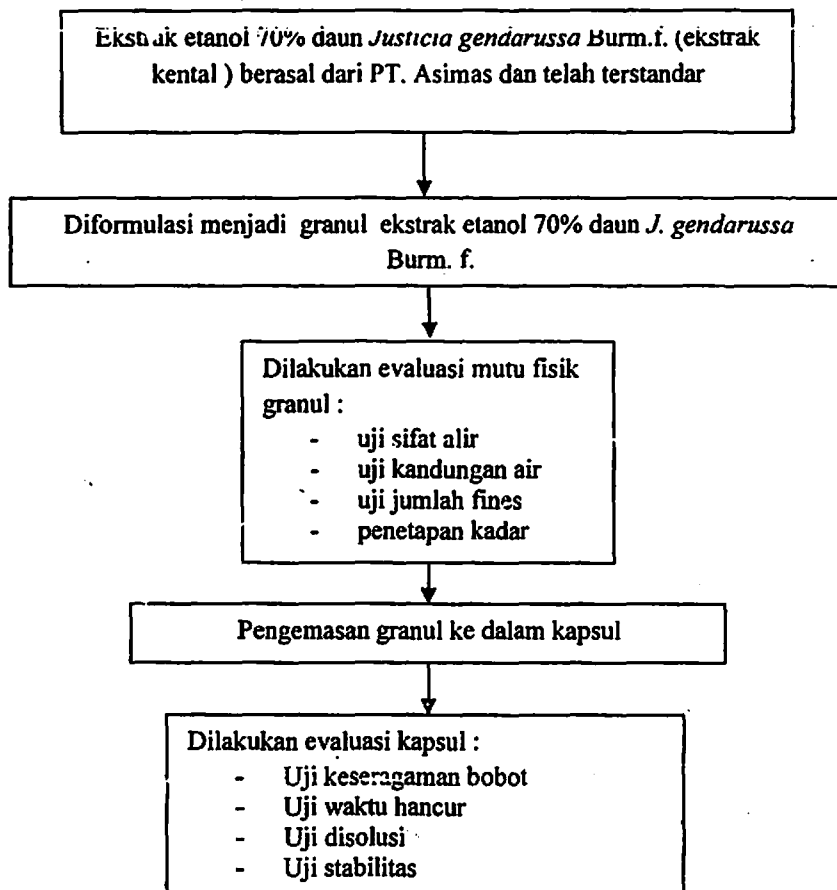 Ekstrak etanol 70% daun Justicia gendarussa Burm.f. (ekstrak
kental ) berasal dari PT. Asimas dan telah terstandar
Diformulasi menjadi granul ekstrak etanol 70% daun J. gendarussa
Burm. f.
Dilakukan evaluasi mutu fisik
granul :
- uji sifat alir
- uji kandungan air
- uji jumlah fines
- penetapan kadar
Pengemasan granul ke dalam kapsul
Dilakukan evaluasi kapsul :
- Uji keseragaman bobot
- Uji waktu hancur
- Uji disolusi
- Uji stabilitas